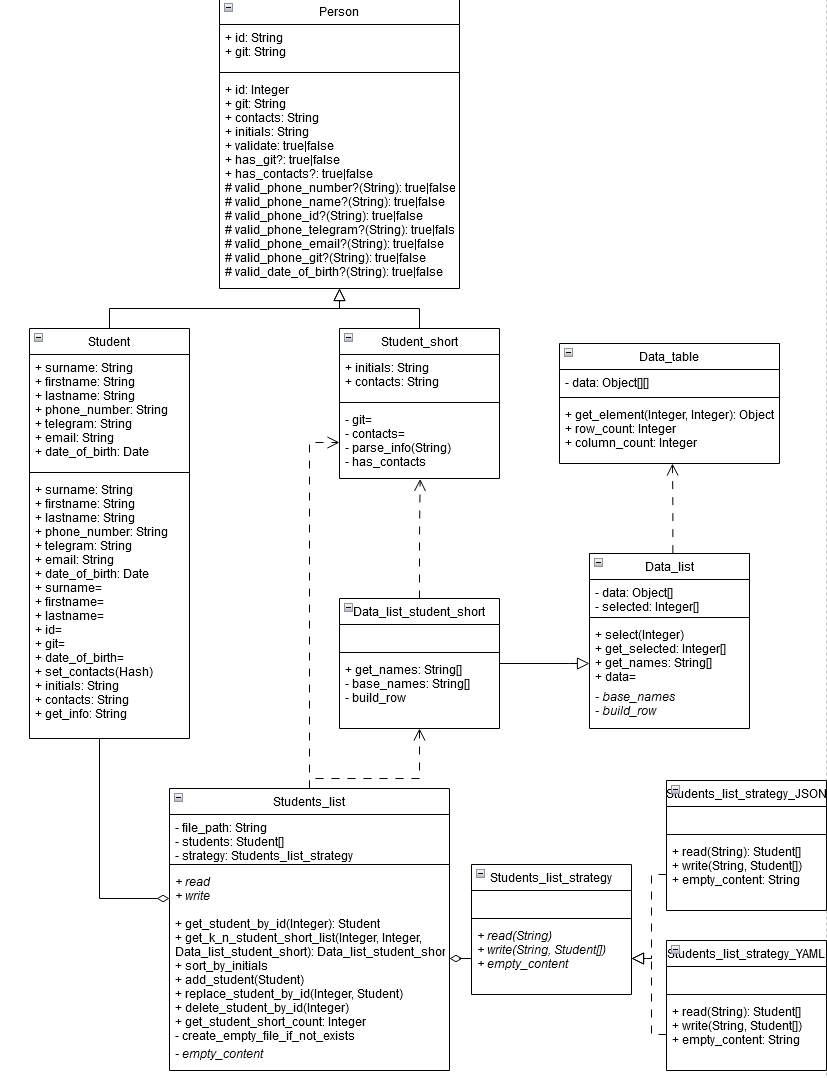 Person
+ id: String
+ git: String
+ id: Integer
+ git: String
+ contacts: String
+ initials: String
+ validate: true|false
+ has_git?: true|false
+ has_contacts?: true|false
# valid_phone_number?(String): true|false
# valid_phone_name?(String): true|false
# valid_phone_id?(String): true|false
# valid_phone_telegram?(String): true|fals
# valid_phone_email?(String): true|false
# valid_phone_git?(String): true|false
# valid_date_of_birth?(String): true|false
Student
+ surname: String
+ firstname: String
+ lastname: String
+ phone_number: String
+ telegram: String
+ email: String
+ date_of_birth: Date
+ surname: String
+ firstname: String
+ lastname: String
+ phone_number: String
+ telegram: String
+ email: String
+ date_of_birth: Date
+ surname=
+ firstname=
+ lastname=
+ id=
+ git=
+ date_of_birth=
+ set_contacts(Hash)
+ initials: String
+ contacts: String
+ get_info: String
Student_short
+ initials: String
+ contacts: String
- git=
- contacts=
- parse_info(String)
- has_contacts
Data_table
- data: Object[][]
+ get_element(Integer, Integer): Object
+ row_count: Integer
+ column_count: Integer
Data_list_student_short
+ get_names: String[]
- base_names: String[]
- build_row
Data_list
- data: Object[]
- selected: Integer[]
+ select(Integer)
+ get_selected: Integer[]
+ get_names: String[]
+ data=
- base_names
- build_row
Students_list
- file_path: String
- students: Student[]
- strategy: Students_list_strategy
+ read
+ write
+ get_student_by_id(Integer): Student
+ get_k_n_student_short_list(Integer, Integer,
Data_list_student_short): Data_list_student_shor
+ sort_by_initials
+ add_student(Student)
+ replace_student_by_id(Integer, Student)
+ delete_student_by_id(Integer)
+ get_student_short_count: Integer
- create_empty_file_if_not_exists
- empty_content
Students_list_strategy
+ read(String)
+ write(String, Student[])
+ empty_content
Students_list_strategy_JSON
+ read(String): Student[]
+ write(String, Student[])
+ empty_content: String
Students_list_strategy_YAML
+ read(String): Student[]
+ write(String, Student[])
+ empty_content: String